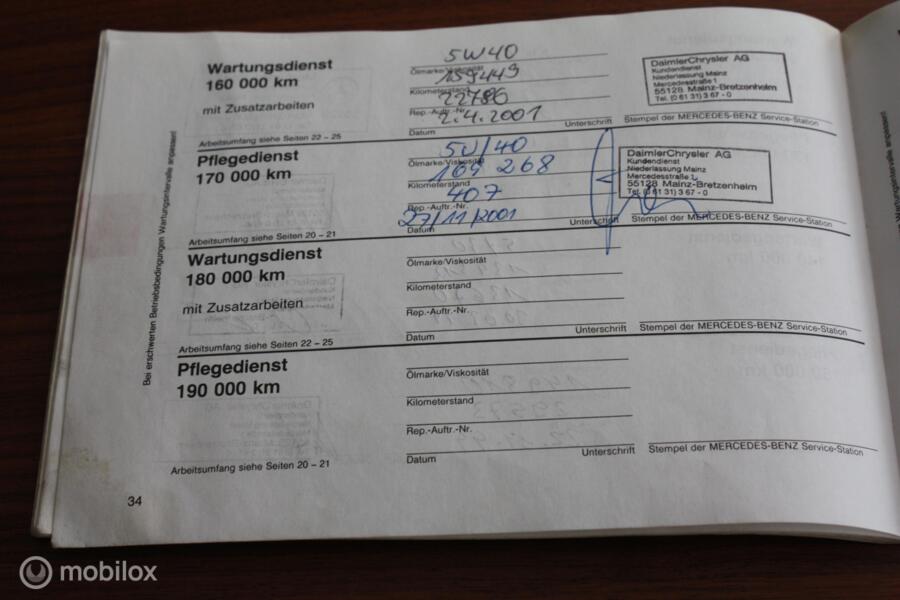 Wartungsdienst
160 000 km
mit Zusatzarbeiten
Arbeitsumfang siehe Seiten 22 – 25
5W40
Ölmarke/Viskosität
159449
Kilometerstand
22786
Rep.-Auftr.-Nr.
2.4.2001
Datum
Unterschrift
DaimlerChrysler AG
Kundendienst
Niederlassung Mainz
Mercedesstraße 1
55128 Mainz-Bretzenheim
Tel. (0 61 31) 3 67 - 0
Stempel der MERCEDES-BENZ Service-Station
Pflegedienst
170 000 km
Arbeitsumfang siehe Seiten 20 – 21
5W/40
Ölmarke/Viskosität
164 268
Kilometerstand
407
Rep.-Auftr.-Nr.
27/11/2001
Datum
Unterschrift
DaimlerChrysler AG
Kundendienst
Niederlassung Mainz
Mercedesstraße 1
55128 Mainz-Bretzenheim
Tel. (0 61 31) 3 67 - 0
Stempel der MERCEDES-BENZ Service-Station
Wartungsdienst
180 000 km
mit Zusatzarbeiten
Arbeitsumfang siehe Seiten 22 – 25
Ölmarke/Viskosität
Kilometerstand
Rep.-Auftr.-Nr.
Datum
Unterschrift
Stempel der MERCEDES-BENZ Service-Station
Pflegedienst
190 000 km
Arbeitsumfang siehe Seiten 20 – 21
Ölmarke/Viskosität
Kilometerstand
Rep.-Auftr.-Nr.
Datum
Unterschrift
Stempel der MERCEDES-BENZ Service-Station
Bei erschwerten Betriebsbedingungen Wartungsintervalle anpassen!
34
mobilox